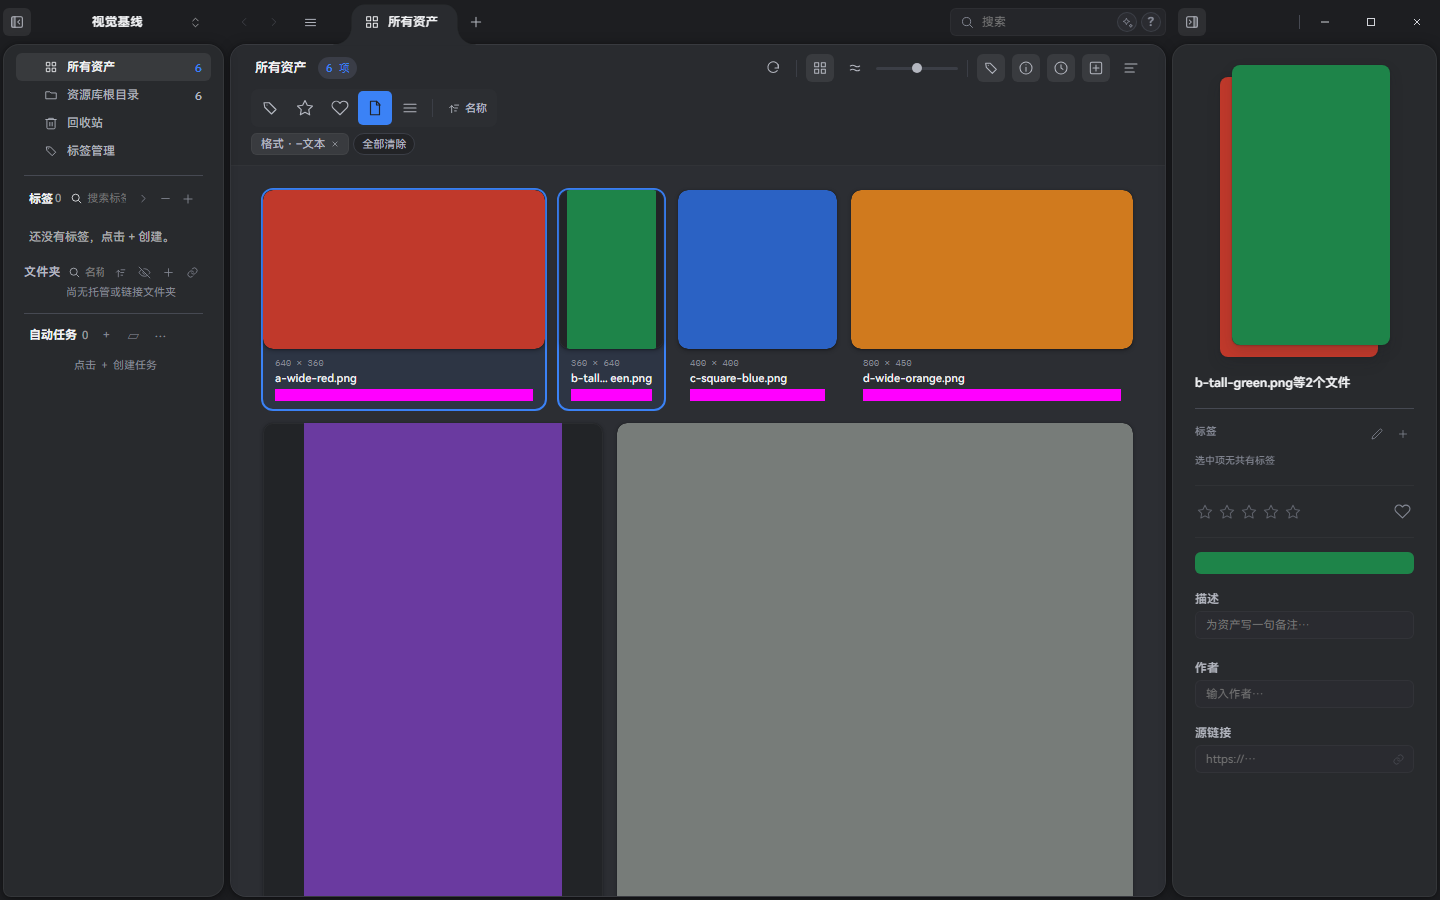 视觉基线
所有资产
搜索
?
所有资产 6
资源库根目录 6
回收站
标签管理
标签 0 搜索标签
还没有标签，点击 + 创建。
文件夹 名称
尚无托管或链接文件夹
自动任务 0 + ...
点击 + 创建任务
所有资产 6 项
名称
格式 · −文本 ×
全部清除
640 × 360
a-wide-red.png
360 × 640
b-tall... een.png
400 × 400
c-square-blue.png
800 × 450
d-wide-orange.png
b-tall-green.png等2个文件
标签
选中项无共有标签
描述
为资产写一句备注···
作者
输入作者···
源链接
https://···